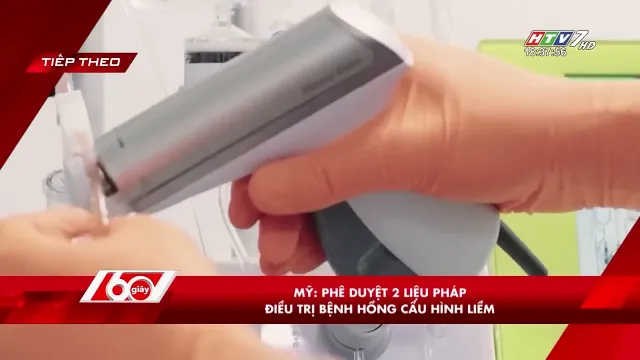 TIẾP THEO
HTV7 HD
18:37:56
60 giây
MỸ: PHÊ DUYỆT 2 LIỆU PHÁP
ĐIỀU TRỊ BỆNH HỒNG CẦU HÌNH LIỀM